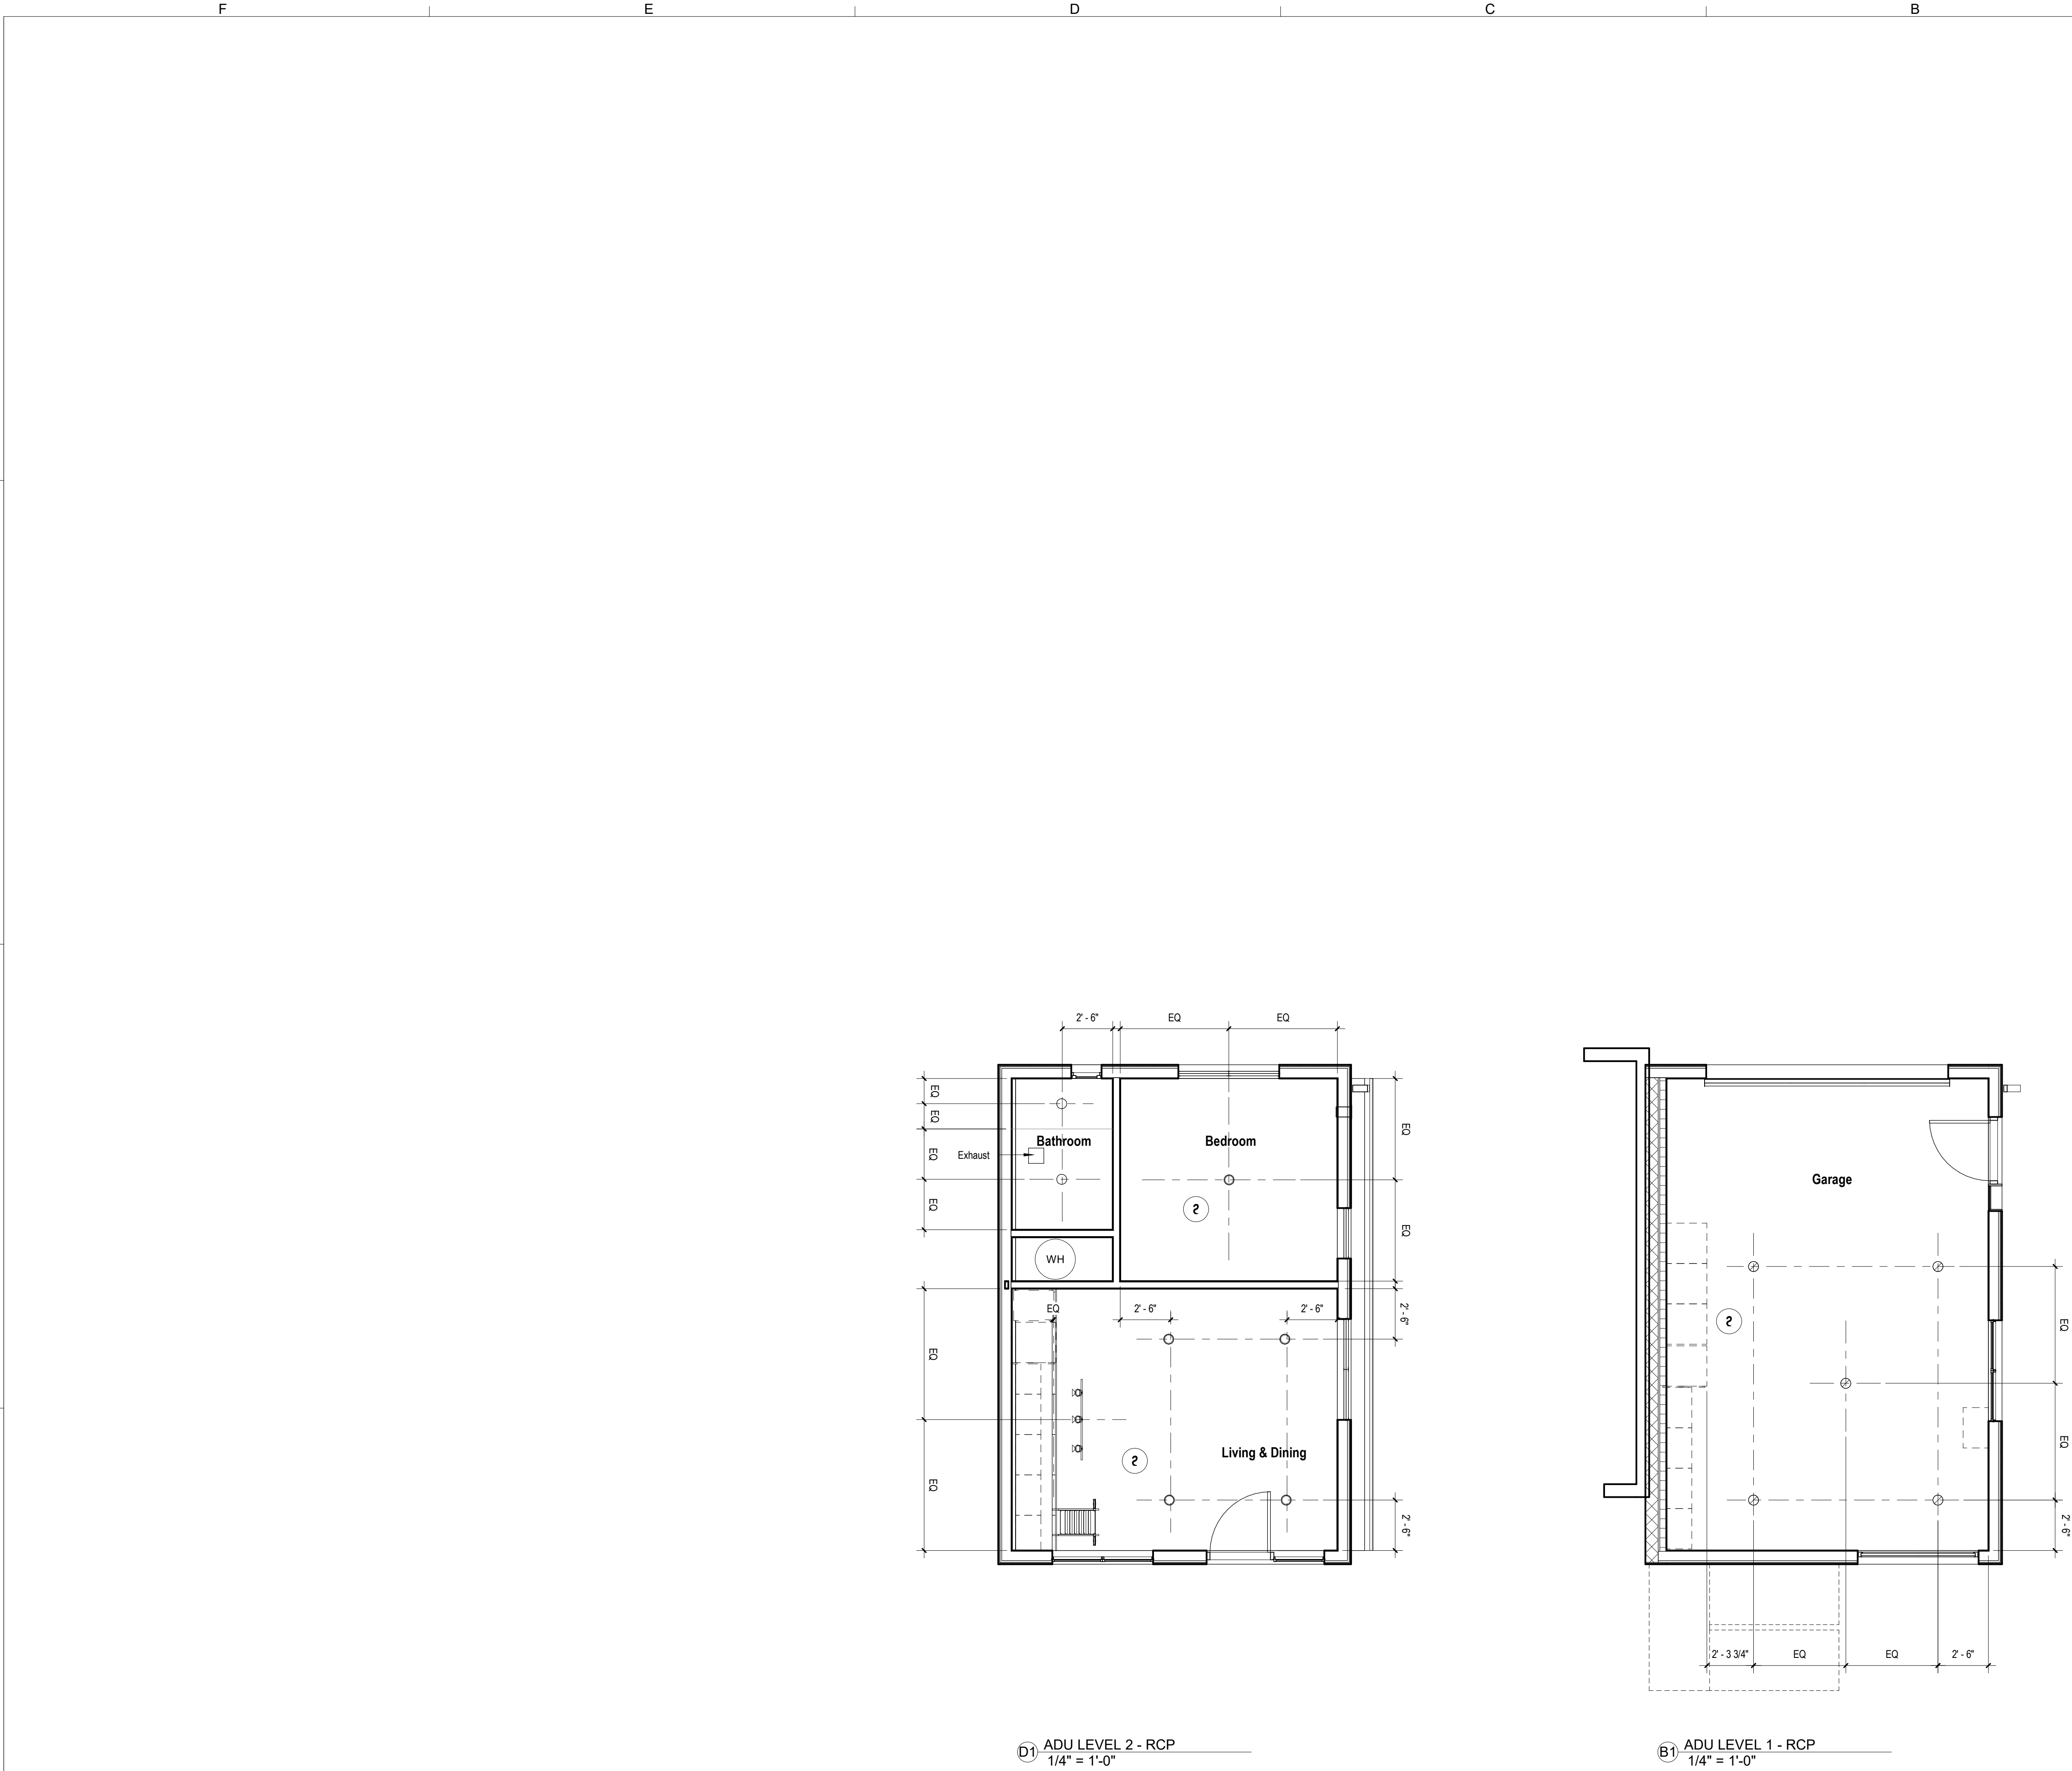 F
E
D
C
B
2' - 6"
EQ
EQ
EQ
EQ
EQ
EQ
Bathroom
Exhaust
Bedroom
EQ
EQ
2
WH
EQ
2' - 6"
2' - 6"
2' - 6"
EQ
EQ
2
Living & Dining
2' - 6"
D1
ADU LEVEL 2 - RCP
1/4" = 1'-0"
Garage
2
EQ
EQ
2' - 6"
2' - 3 3/4"
EQ
EQ
2' - 6"
B1
ADU LEVEL 1 - RCP
1/4" = 1'-0"